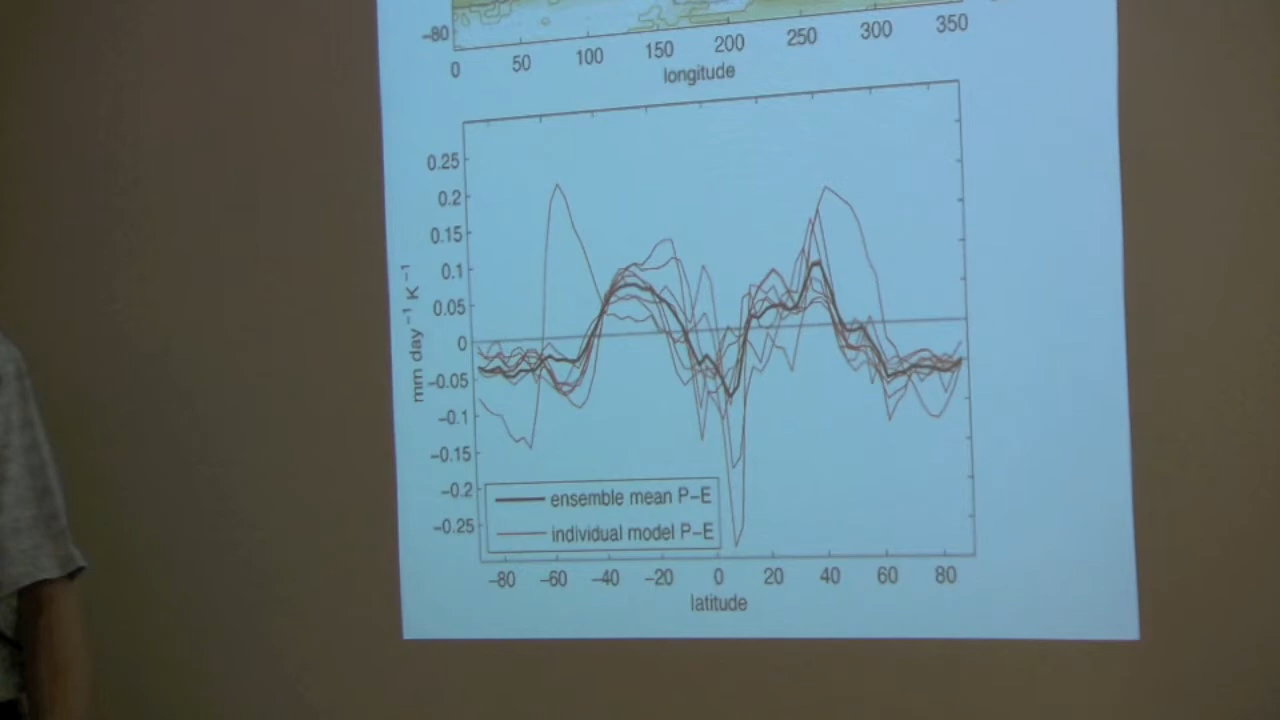 −80
0 50 100 150 200 250 300 350
longitude
0.25
0.2
0.15
0.1
0.05
0
−0.05
−0.1
−0.15
−0.2
−0.25
mm day⁻¹ K⁻¹
ensemble mean P−E
individual model P−E
−80 −60 −40 −20 0 20 40 60 80
latitude